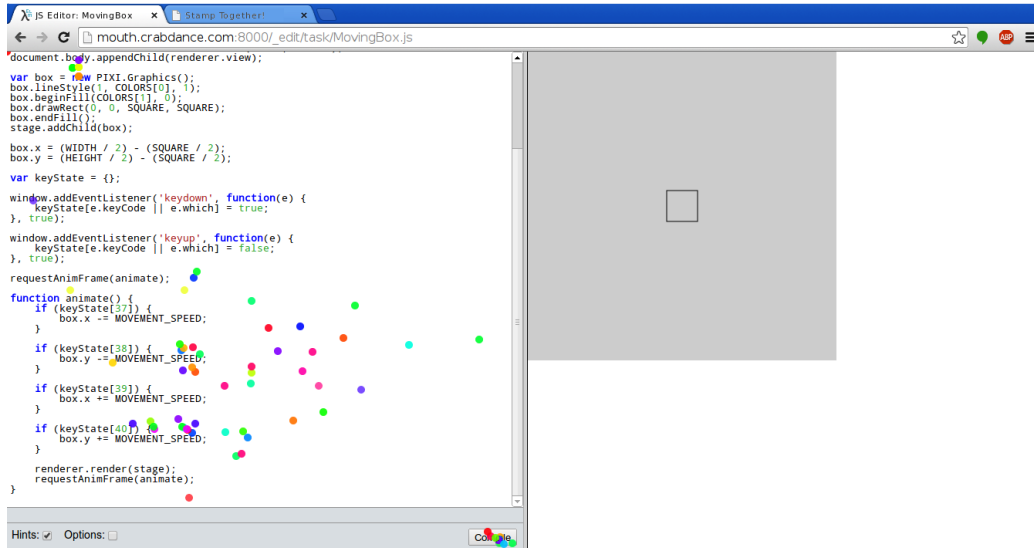 JS Editor: MovingBox x
Stamp Together! x
mouth.crabdance.com:8000/_edit/task/MovingBox.js
ABP
document.body.appendChild(renderer.view);
var box = new PIXI.Graphics();
box.lineStyle(1, COLORS[0], 1);
box.beginFill(COLORS[1], 0);
box.drawRect(0, 0, SQUARE, SQUARE);
box.endFill();
stage.addChild(box);
box.x = (WIDTH / 2) - (SQUARE / 2);
box.y = (HEIGHT / 2) - (SQUARE / 2);
var keyState = {};
window.addEventListener('keydown', function(e) {
keyState[e.keyCode || e.which] = true;
}, true);
window.addEventListener('keyup', function(e) {
keyState[e.keyCode || e.which] = false;
}, true);
requestAnimFrame(animate);
function animate() {
if (keyState[37]) {
box.x -= MOVEMENT_SPEED;
}
if (keyState[38]) {
box.y -= MOVEMENT_SPEED;
}
if (keyState[39]) {
box.x += MOVEMENT_SPEED;
}
if (keyState[40]) {
box.y += MOVEMENT_SPEED;
}
renderer.render(stage);
requestAnimFrame(animate);
}
Hints:
Options: